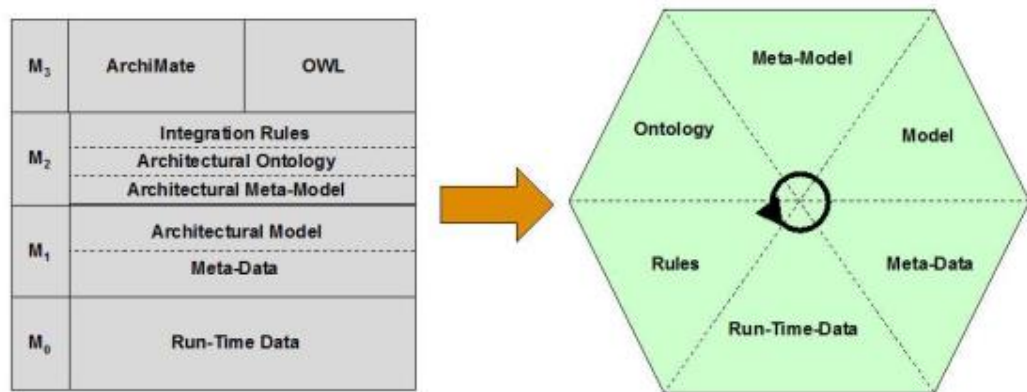 M3 ArchiMate OWL
M2 Integration Rules
Architectural Ontology
Architectural Meta-Model
M1 Architectural Model
Meta-Data
M0 Run-Time Data
Meta-Model
Ontology
Model
Rules
Meta-Data
Run-Time-Data